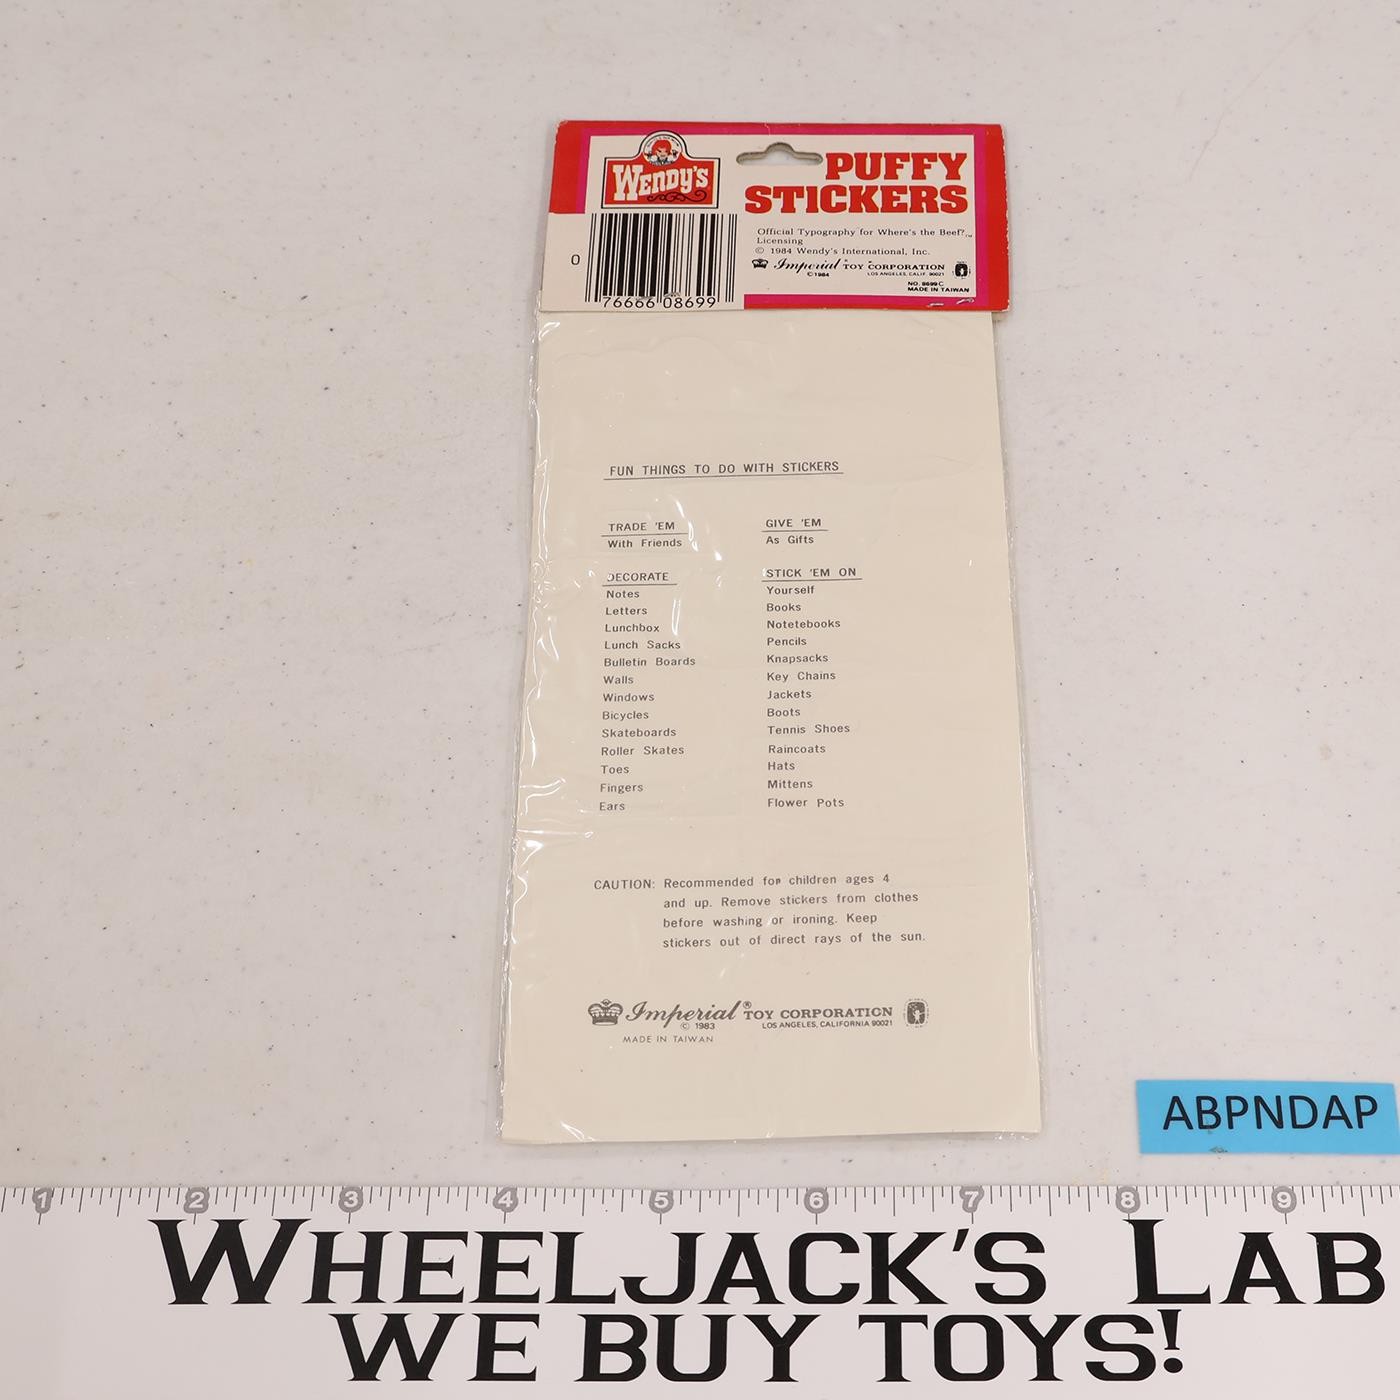 WENDY'S
PUFFY
STICKERS
Official Typography for Where's the Beef?™
Licensing
© 1984 Wendy's International, Inc.
Imperial TOY CORPORATION
© 1984 LOS ANGELES, CALIF. 90021
NO. 8699C
MADE IN TAIWAN
0 76666 08699
FUN THINGS TO DO WITH STICKERS
TRADE 'EM
With Friends
GIVE 'EM
As Gifts
DECORATE
Notes
Letters
Lunchbox
Lunch Sacks
Bulletin Boards
Walls
Windows
Bicycles
Skateboards
Roller Skates
Toes
Fingers
Ears
STICK 'EM ON
Yourself
Books
Notetebooks
Pencils
Knapsacks
Key Chains
Jackets
Boots
Tennis Shoes
Raincoats
Hats
Mittens
Flower Pots
CAUTION: Recommended for children ages 4
and up. Remove stickers from clothes
before washing or ironing. Keep
stickers out of direct rays of the sun.
Imperial® TOY CORPORATION
© 1983 LOS ANGELES, CALIFORNIA 90021
MADE IN TAIWAN
ABPNDAP
1 2 3 4 5 6 7 8 9
WHEELJACK'S LAB
WE BUY TOYS!